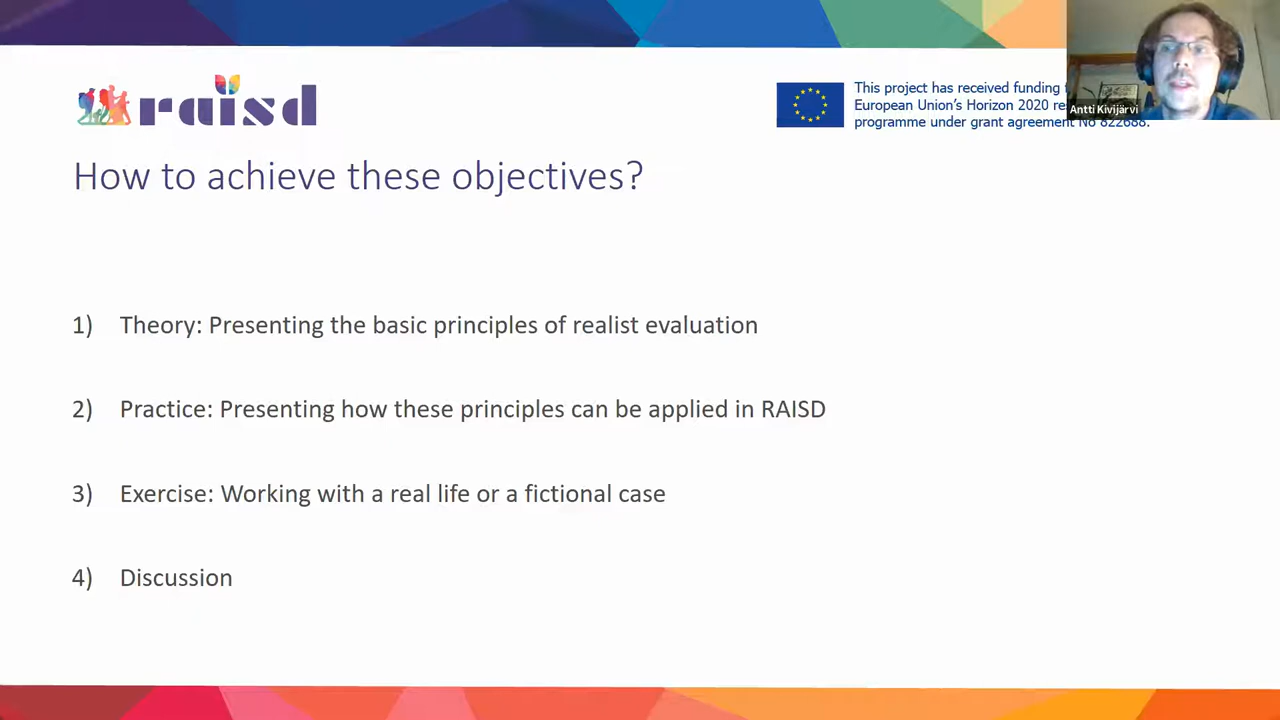 raisd
This project has received funding
European Union's Horizon 2020
programme under grant agreement No 822688.
Antti Kivijärvi
How to achieve these objectives?
1) Theory: Presenting the basic principles of realist evaluation
2) Practice: Presenting how these principles can be applied in RAISD
3) Exercise: Working with a real life or a fictional case
4) Discussion